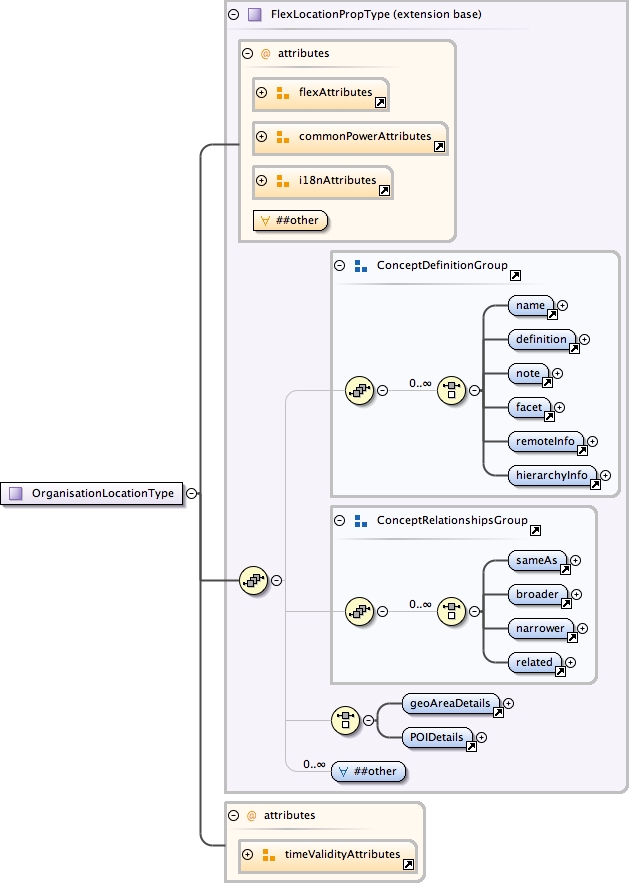 FlexLocationPropType (extension base)
@ attributes
flexAttributes
commonPowerAttributes
i18nAttributes
##other
ConceptDefinitionGroup
name
definition
0..∞
note
facet
remoteInfo
hierarchyInfo
OrganisationLocationType
ConceptRelationshipsGroup
sameAs
0..∞
broader
narrower
related
geoAreaDetails
POIDetails
0..∞
##other
@ attributes
timeValidityAttributes